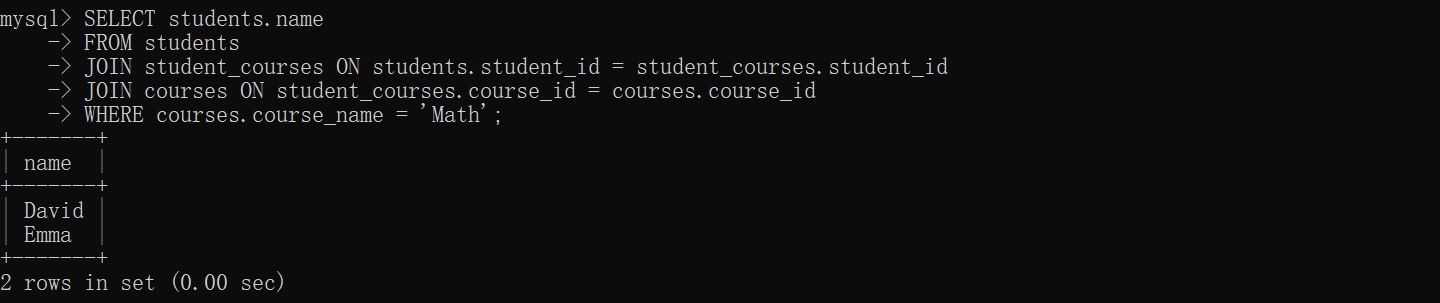 mysql> SELECT students.name
    -> FROM students
    -> JOIN student_courses ON students.student_id = student_courses.student_id
    -> JOIN courses ON student_courses.course_id = courses.course_id
    -> WHERE courses.course_name = 'Math';
+-------+
| name  |
+-------+
| David |
| Emma  |
+-------+
2 rows in set (0.00 sec)